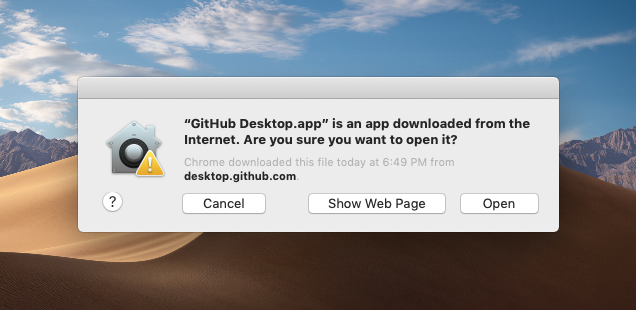 “GitHub Desktop.app” is an app downloaded from the
Internet. Are you sure you want to open it?
Chrome downloaded this file today at 6:49 PM from
desktop.github.com.
?
Cancel
Show Web Page
Open